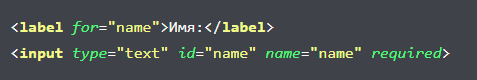 <label for="name">Имя:</label>
<input type="text" id="name" name="name" required>